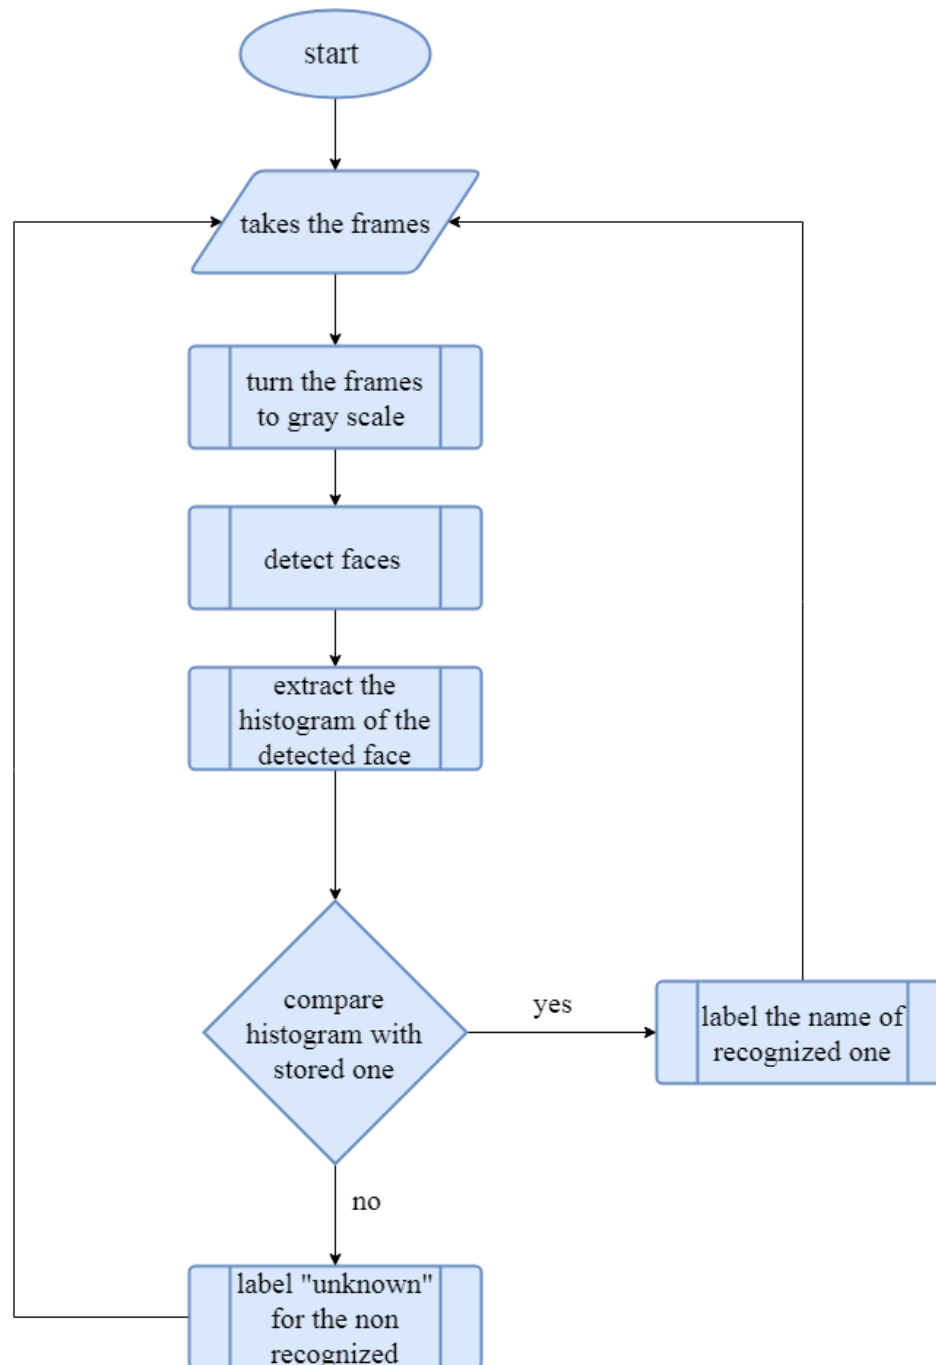 start
takes the frames
turn the frames
to gray scale
detect faces
extract the
histogram of the
detected face
compare
histogram with
stored one
yes
label the name of
recognized one
no
label "unknown"
for the non
recognized